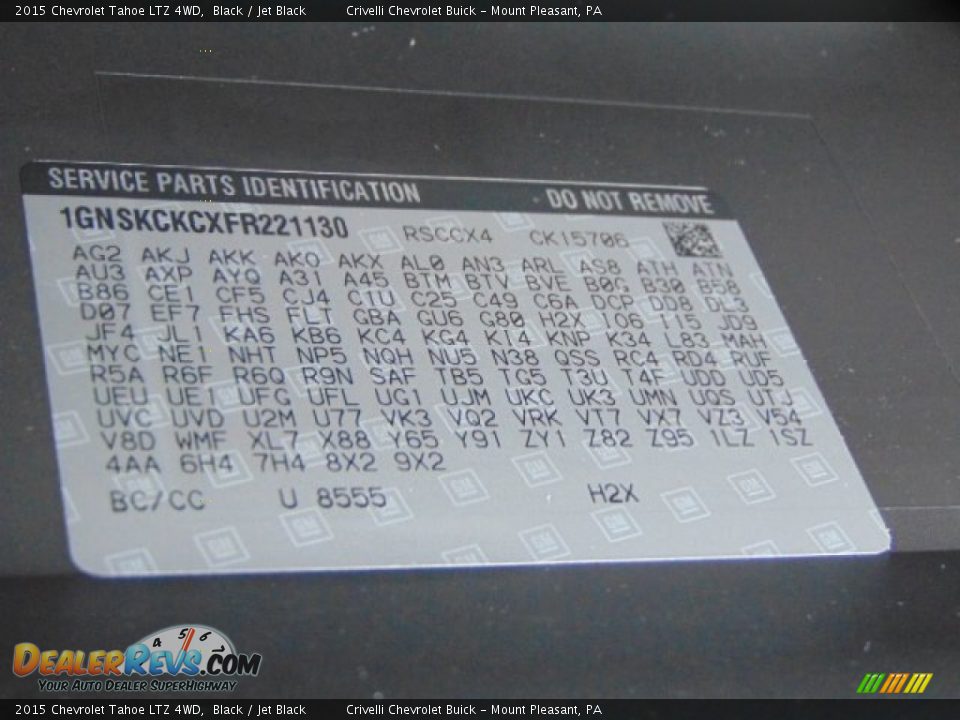 2015 Chevrolet Tahoe LTZ 4WD, Black / Jet Black Crivelli Chevrolet Buick - Mount Pleasant, PA
SERVICE PARTS IDENTIFICATION DO NOT REMOVE
1GNSKCKCXFR221130 RSCCX4 CK15706
AG2 AKJ AKK AKO AKX AL0 AN3 ARL AS8 ATH ATN
AU3 AXP AYQ A31 A45 BTM BTV BVE B0G B30 B58
B86 CE1 CF5 CJ4 CTU C25 C49 C6A DCP DD8 DL3
D07 EF7 FHS FLT GBA GU6 G80 H2X IO6 I15 JD9
JF4 JL1 KA6 KB6 KC4 KG4 K14 KNP K34 L83 MAH
MYC NE1 NHT NP5 NQH NU5 N38 QSS RC4 RD4 RUF
R5A R6F R6Q R9N SAF TB5 TG5 T3U T4F UDD UD5
UEU UE1 UFG UFL UG1 UJM UKC UK3 UMN UQS UTJ
UVC UVD U2M U77 VK3 VQ2 VRK VT7 VX7 VZ3 V54
V8D WMF XL7 X88 Y65 Y91 ZY1 Z82 Z95 1LZ 1SZ
4AA 6H4 7H4 8X2 9X2
BC/CC U 8555 H2X
DealerRevs.com
Your Auto Dealer SuperHighway
2015 Chevrolet Tahoe LTZ 4WD, Black / Jet Black Crivelli Chevrolet Buick - Mount Pleasant, PA